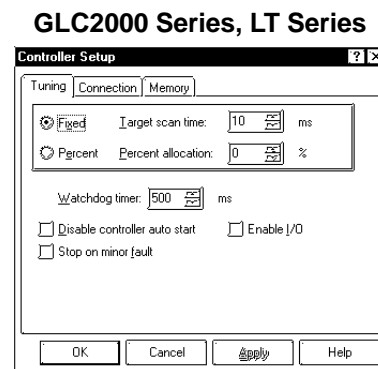 GLC2000 Series, LT Series
Controller Setup ? X
Tuning Connection Memory
Fixed Target scan time: 10 ms
Percent Percent allocation: 0 %
Watchdog timer: 500 ms
Disable controller auto start Enable I/O
Stop on minor fault
OK Cancel Apply Help